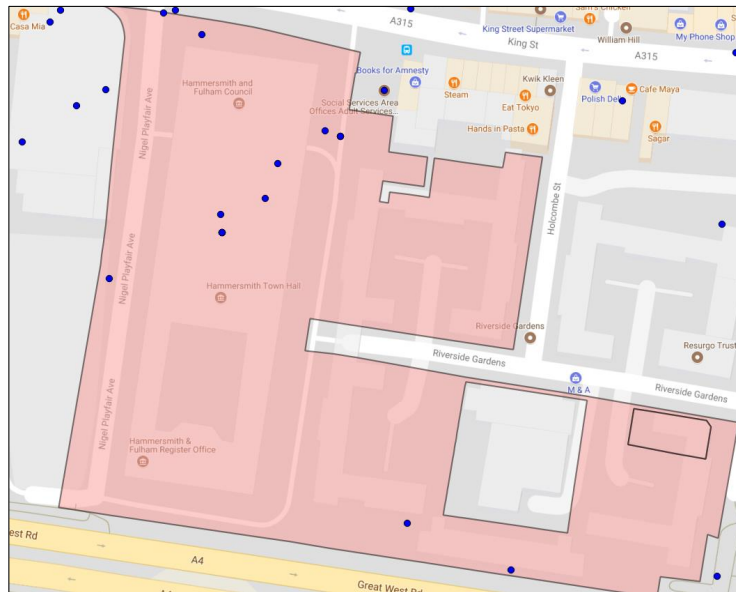 A315
Sam's Chicken
Casa Mia
King Street Supermarket
William Hill
My Phone Shop
King St
A315
Books for Amnesty
Kwik Kleen
Hammersmith and
Fulham Council
Steam
Social Services Area
Offices Adult Services...
Eat Tokyo
Polish Deli
Cafe Maya
Hands in Pasta
Sagar
Nigel Playfair Ave
Holcombe St
Nigel Playfair Ave
Hammersmith Town Hall
Riverside Gardens
Riverside Gardens
Resurgo Trust
M & A
Riverside Gardens
Nigel Playfair Ave
Hammersmith &
Fulham Register Office
est Rd
A4
Great West Rd